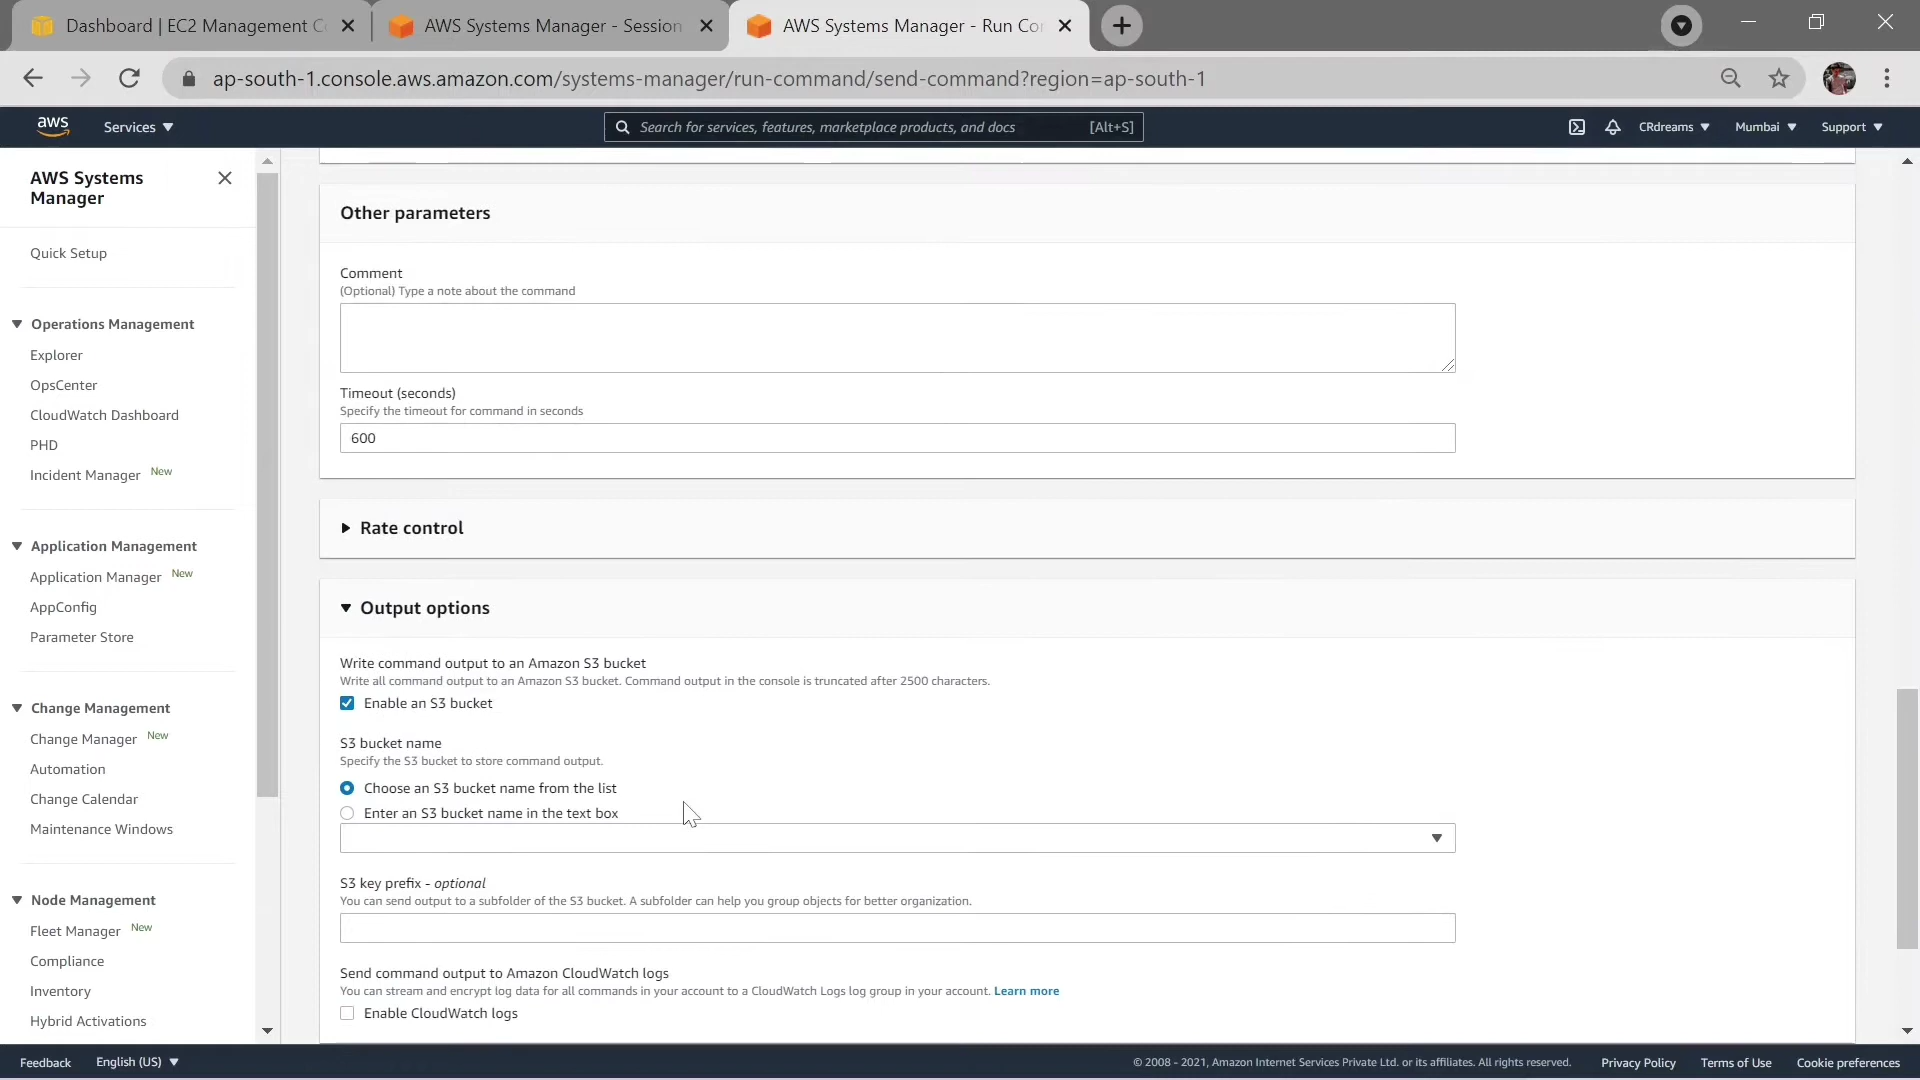 Dashboard | EC2 Management C
AWS Systems Manager - Session
AWS Systems Manager - Run Co
ap-south-1.console.aws.amazon.com/systems-manager/run-command/send-command?region=ap-south-1
aws
Services
Search for services, features, marketplace products, and docs
[Alt+S]
CRdreams
Mumbai
Support
AWS Systems
Manager
Quick Setup
Operations Management
Explorer
OpsCenter
CloudWatch Dashboard
PHD
Incident Manager New
Application Management
Application Manager New
AppConfig
Parameter Store
Change Management
Change Manager New
Automation
Change Calendar
Maintenance Windows
Node Management
Fleet Manager New
Compliance
Inventory
Hybrid Activations
Other parameters
Comment
(Optional) Type a note about the command
Timeout (seconds)
Specify the timeout for command in seconds
600
Rate control
Output options
Write command output to an Amazon S3 bucket
Write all command output to an Amazon S3 bucket. Command output in the console is truncated after 2500 characters.
Enable an S3 bucket
S3 bucket name
Specify the S3 bucket to store command output.
Choose an S3 bucket name from the list
Enter an S3 bucket name in the text box
S3 key prefix - optional
You can send output to a subfolder of the S3 bucket. A subfolder can help you group objects for better organization.
Send command output to Amazon CloudWatch logs
You can stream and encrypt log data for all commands in your account to a CloudWatch Logs log group in your account. Learn more
Enable CloudWatch logs
Feedback
English (US)
© 2008 - 2021, Amazon Internet Services Private Ltd. or its affiliates. All rights reserved.
Privacy Policy
Terms of Use
Cookie preferences